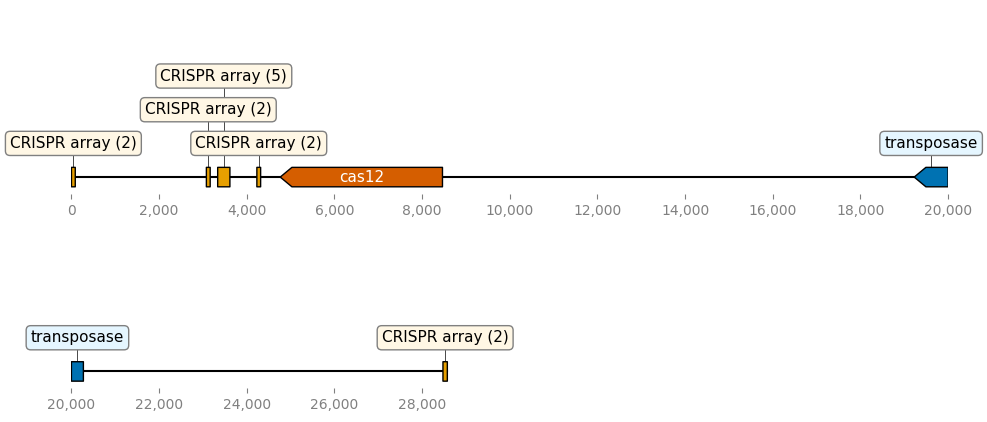 CRISPR array (5)
CRISPR array (2)
CRISPR array (2) CRISPR array (2) transposase
cas12
0 2,000 4,000 6,000 8,000 10,000 12,000 14,000 16,000 18,000 20,000
transposase CRISPR array (2)
20,000 22,000 24,000 26,000 28,000